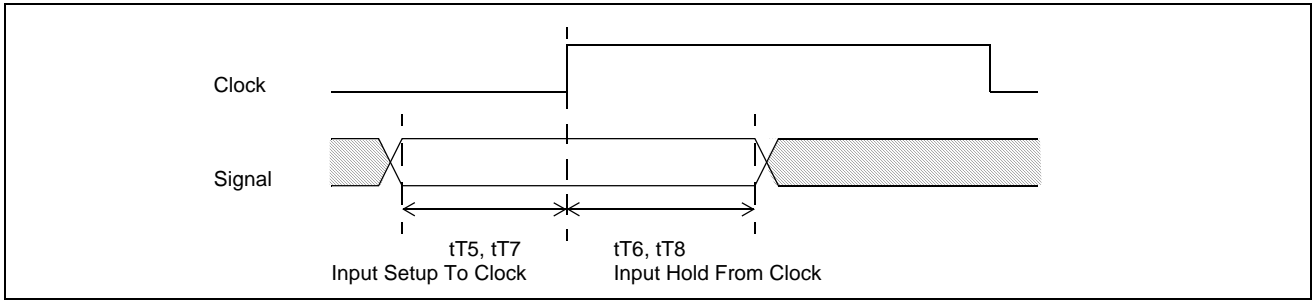 Clock
Signal
tT5, tT7
Input Setup To Clock
tT6, tT8
Input Hold From Clock